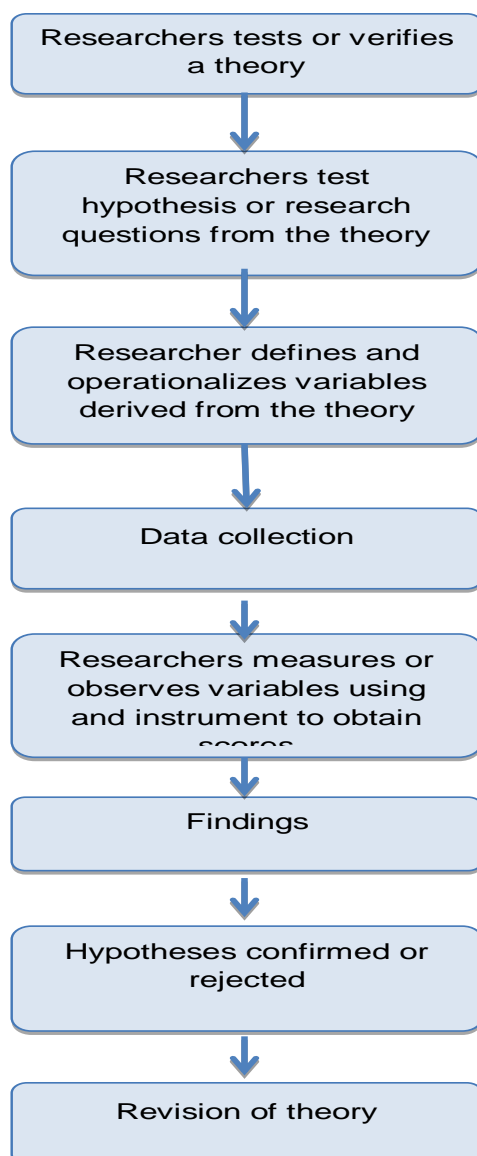 Researchers tests or verifies
a theory
Researchers test
hypothesis or research
questions from the theory
Researcher defines and
operationalizes variables
derived from the theory
Data collection
Researchers measures or
observes variables using
and instrument to obtain
scores
Findings
Hypotheses confirmed or
rejected
Revision of theory